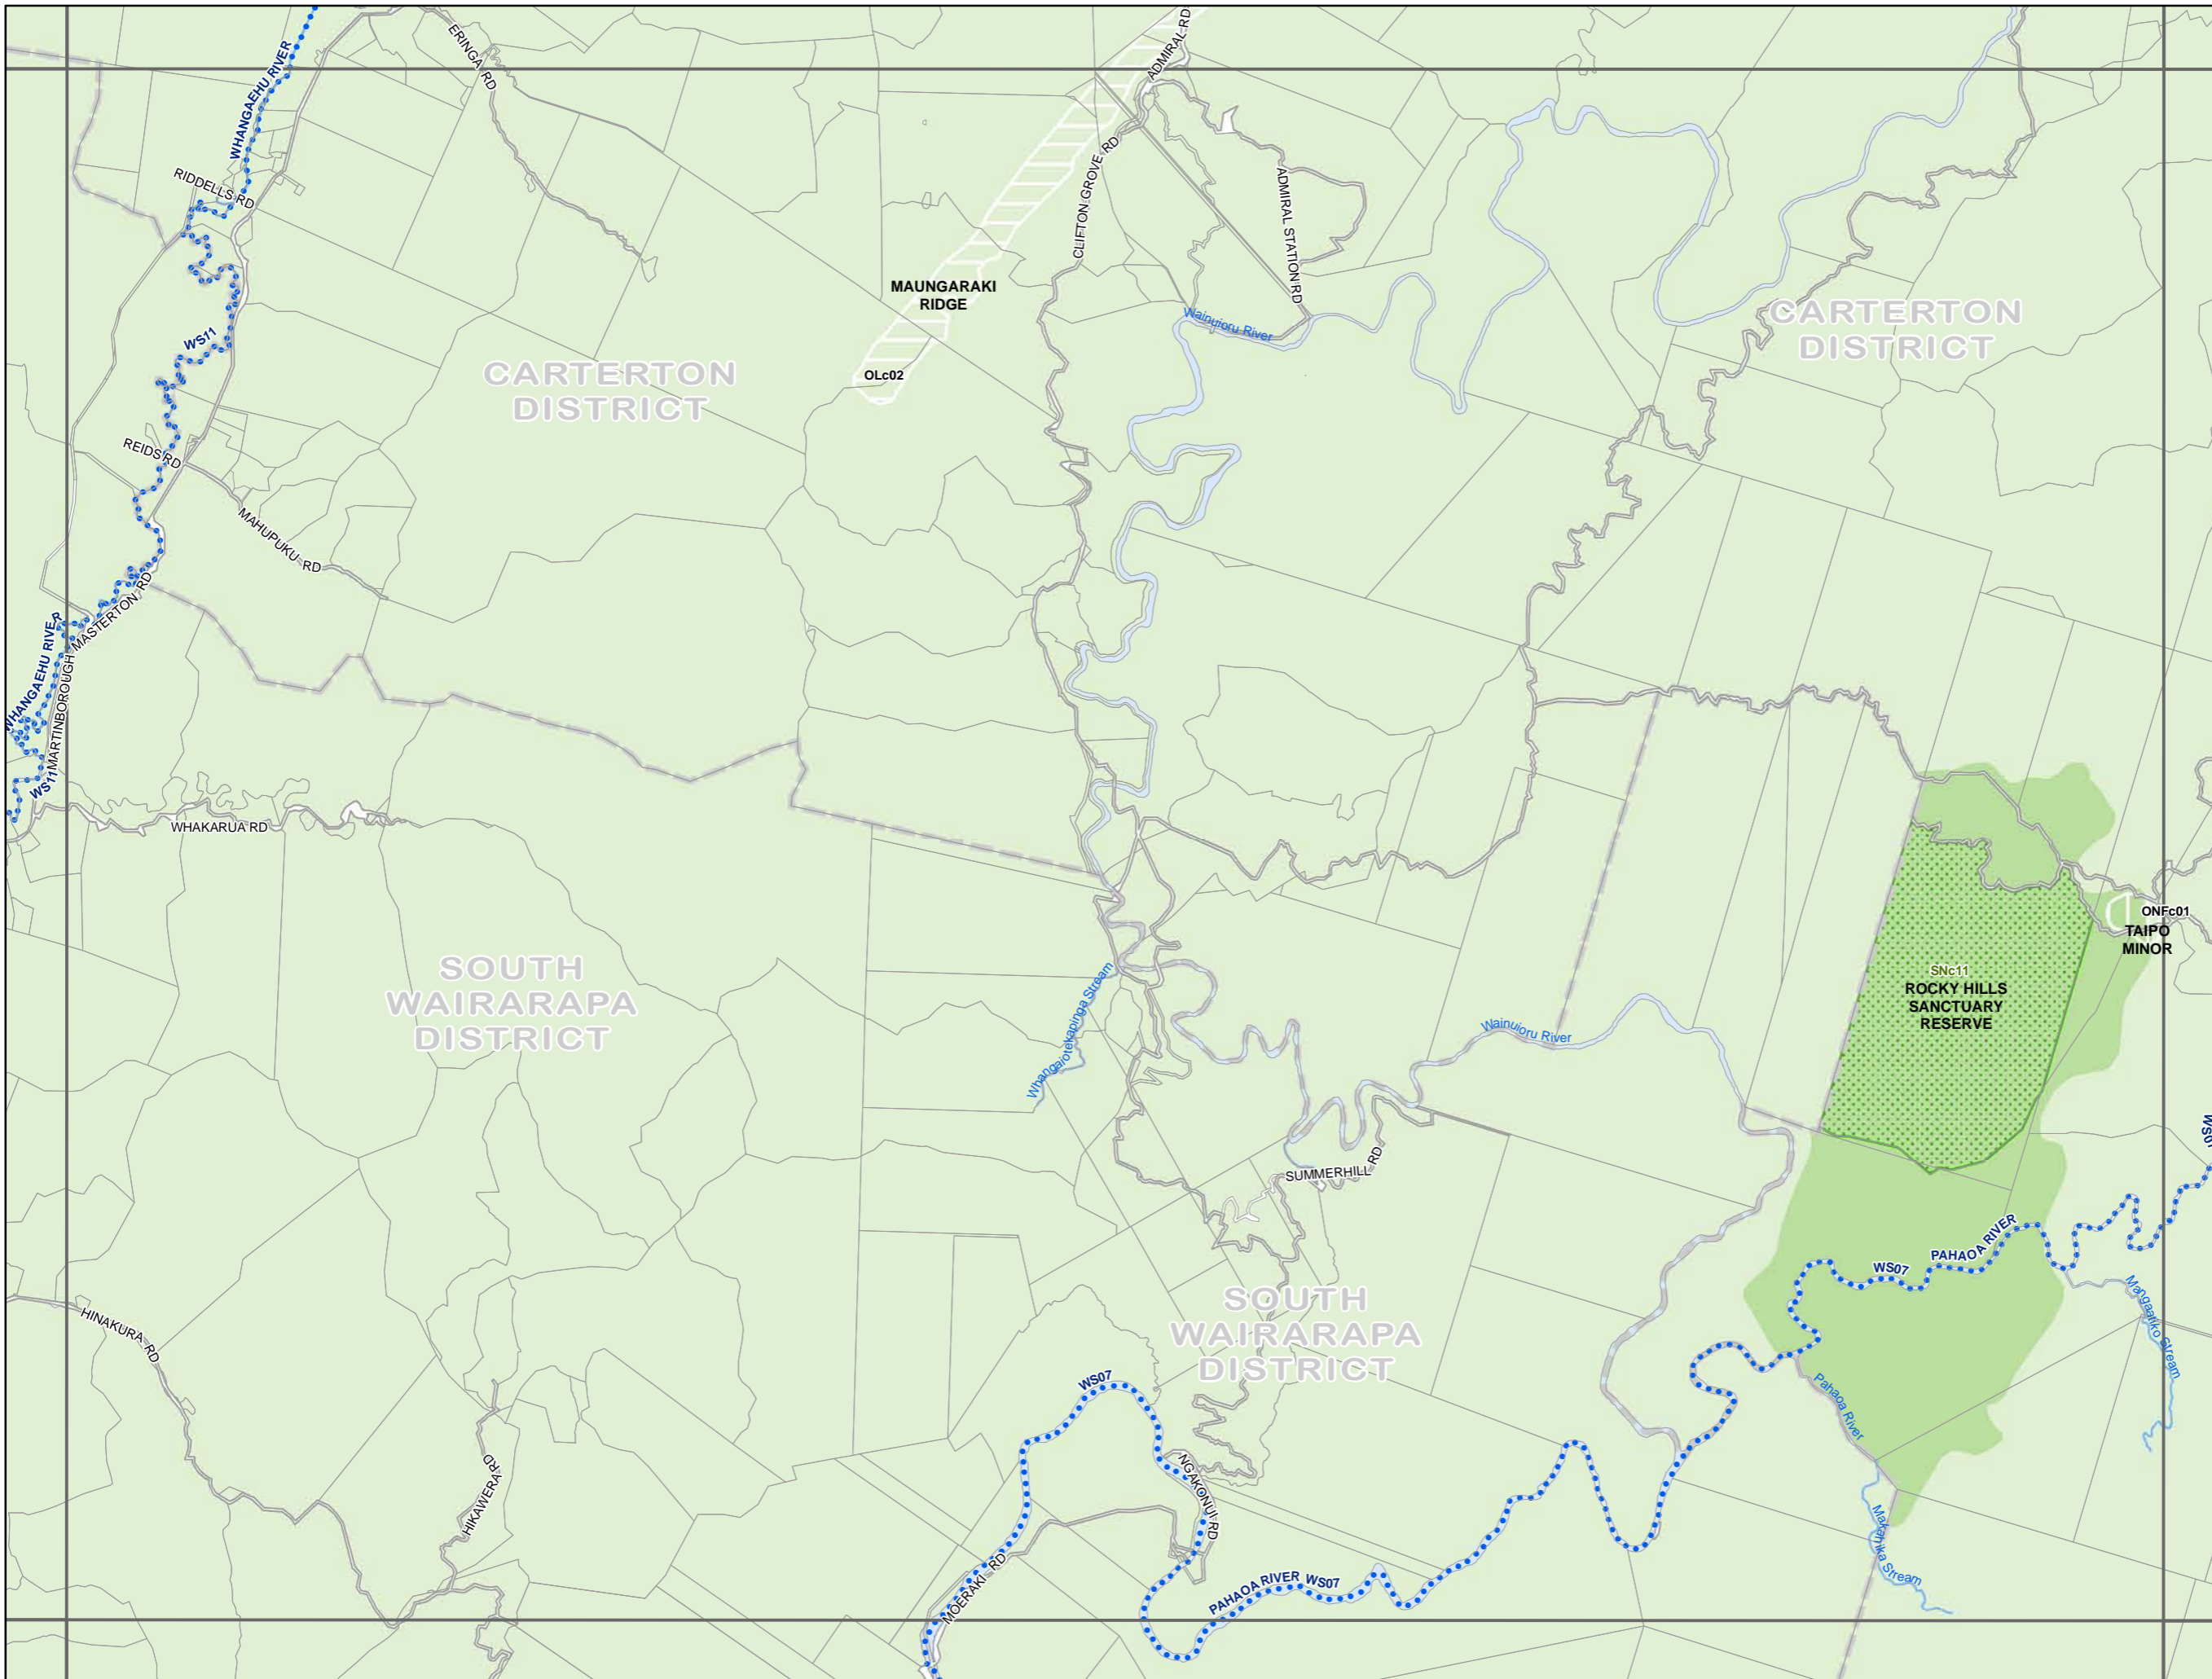 WHANGAEHU RIVER
ERINGA RD
ADMIRAL RD
RIDDELLS RD
CLIFTON GROVE RD
ADMIRAL STATION RD
MAUNGARAKI
RIDGE
Wainuioru River
CARTERTON
DISTRICT
WS11
CARTERTON
DISTRICT
OLc02
REIDS RD
MAHUPUKU RD
WHANGAEHU RIVER
MARTINBOROUGH MASTERTON RD
WS11
WHAKARUA RD
ONFc01
TAIPO
MINOR
SOUTH
WAIRARAPA
DISTRICT
SNc11
ROCKY HILLS
SANCTUARY
RESERVE
Whangaiotekapinga Stream
Wainuioru River
SUMMERHILL RD
PAHAOA RIVER
WS07
Mangaatiko Stream
HINAKURA RD
SOUTH
WAIRARAPA
DISTRICT
WS07
Pahaoa River
HIKAWERA RD
NGAKONUI RD
Makahika Stream
MOERAKI RD
PAHAOA RIVER WS07